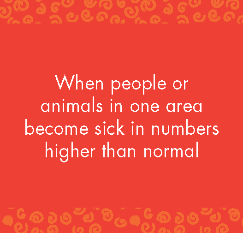 When people or
animals in one area
become sick in numbers
higher than normal